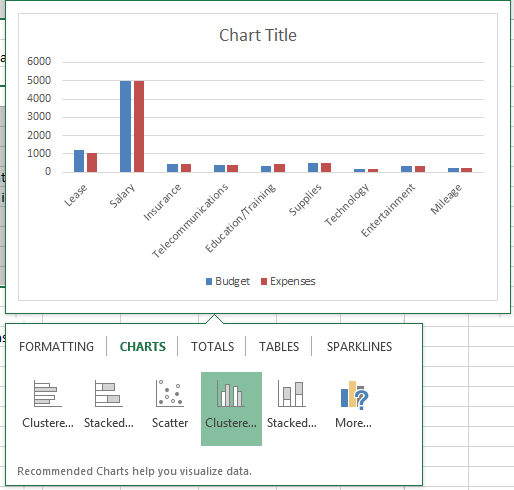 Chart Title
6000
5000
4000
3000
2000
1000
0
Lease
Salary
Insurance
Telecommunications
Education/Training
Supplies
Technology
Entertainment
Mileage
Budget Expenses
FORMATTING CHARTS TOTALS TABLES SPARKLINES
Clustere... Stacked... Scatter Clustere... Stacked... More...
Recommended Charts help you visualize data.